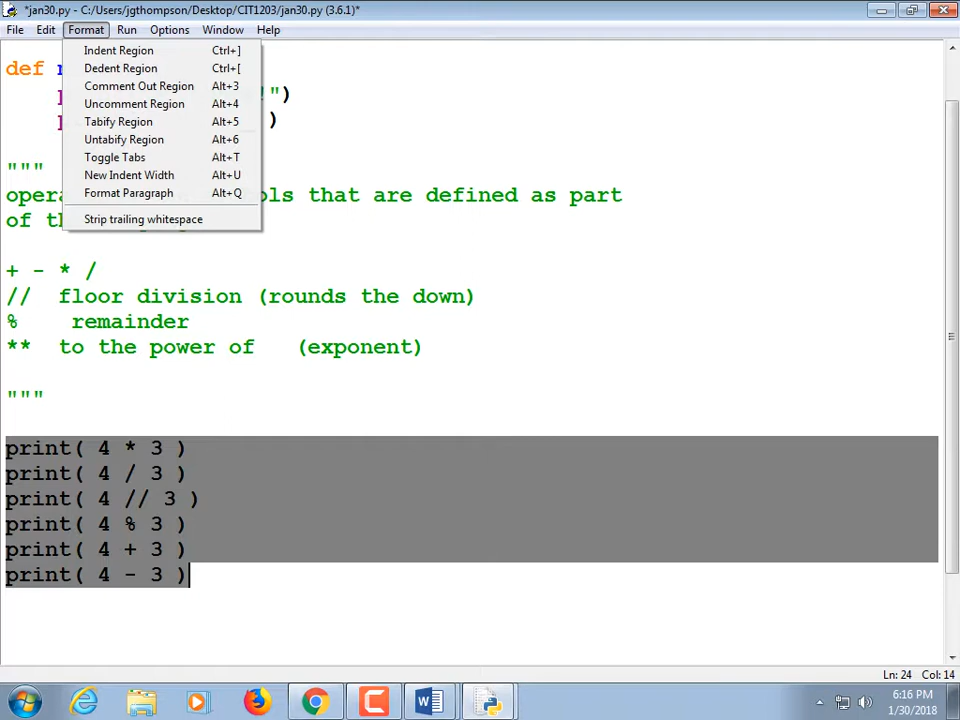 *jan30.py - C:/Users/jgthompson/Desktop/CIT1203/jan30.py (3.6.1)*
File Edit Format Run Options Window Help
Indent Region Ctrl+]
Dedent Region Ctrl+[
Comment Out Region Alt+3
Uncomment Region Alt+4
Tabify Region Alt+5
Untabify Region Alt+6
Toggle Tabs Alt+T
New Indent Width Alt+U
Format Paragraph Alt+Q
Strip trailing whitespace
def
!")
)
"""
that are defined as part
of
+ - * /
// floor division (rounds the down)
% remainder
** to the power of (exponent)
"""
print( 4 * 3 )
print( 4 / 3 )
print( 4 // 3 )
print( 4 % 3 )
print( 4 + 3 )
print( 4 - 3 )
Ln: 24 Col: 14
6:16 PM
1/30/2018